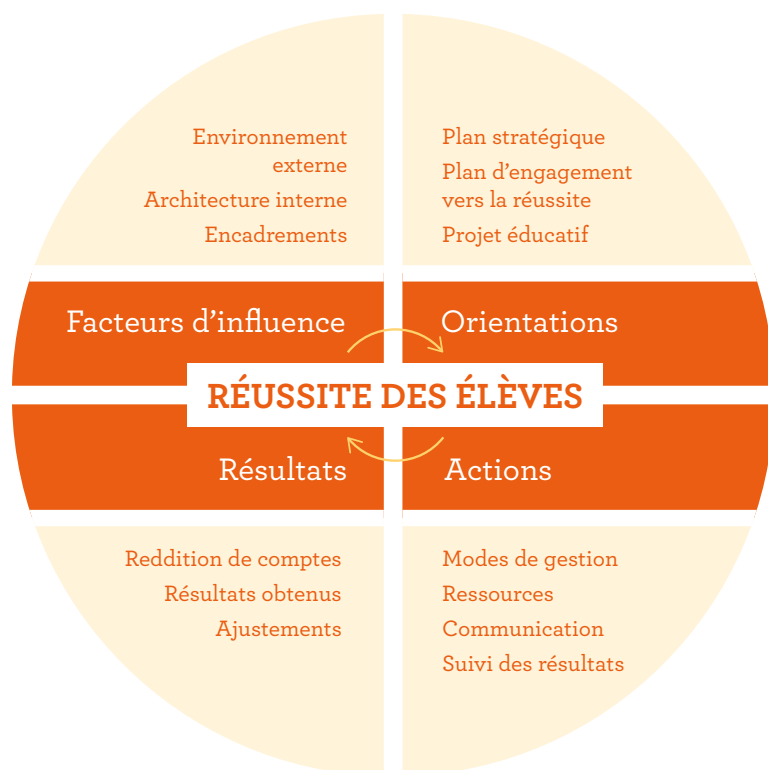 Environnement
externe
Architecture interne
Encadrements
Plan stratégique
Plan d’engagement
vers la réussite
Projet éducatif
Facteurs d’influence
Orientations
RÉUSSITE DES ÉLÈVES
Résultats
Actions
Reddition de comptes
Résultats obtenus
Ajustements
Modes de gestion
Ressources
Communication
Suivi des résultats